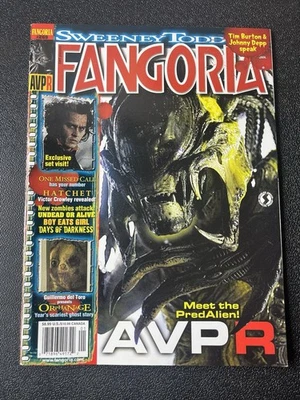 SWEENEY TODD
Tim Burton &
Johnny Depp
speak
FANGORIA
FANGORIA
AVPR
Exclusive
set visit!
ONE MISSED CALL
has your number
HATCHET
Victor Crowley revealed
New zombies attack!
UNDEAD OR ALIVE
BOY EATS GIRL
DAYS OF DARKNESS
Guillermo del Toro
presents
ORPHANAGE
Year's scariest ghost story
Meet the
PredAlien!
AVPR
www.fangoria.com